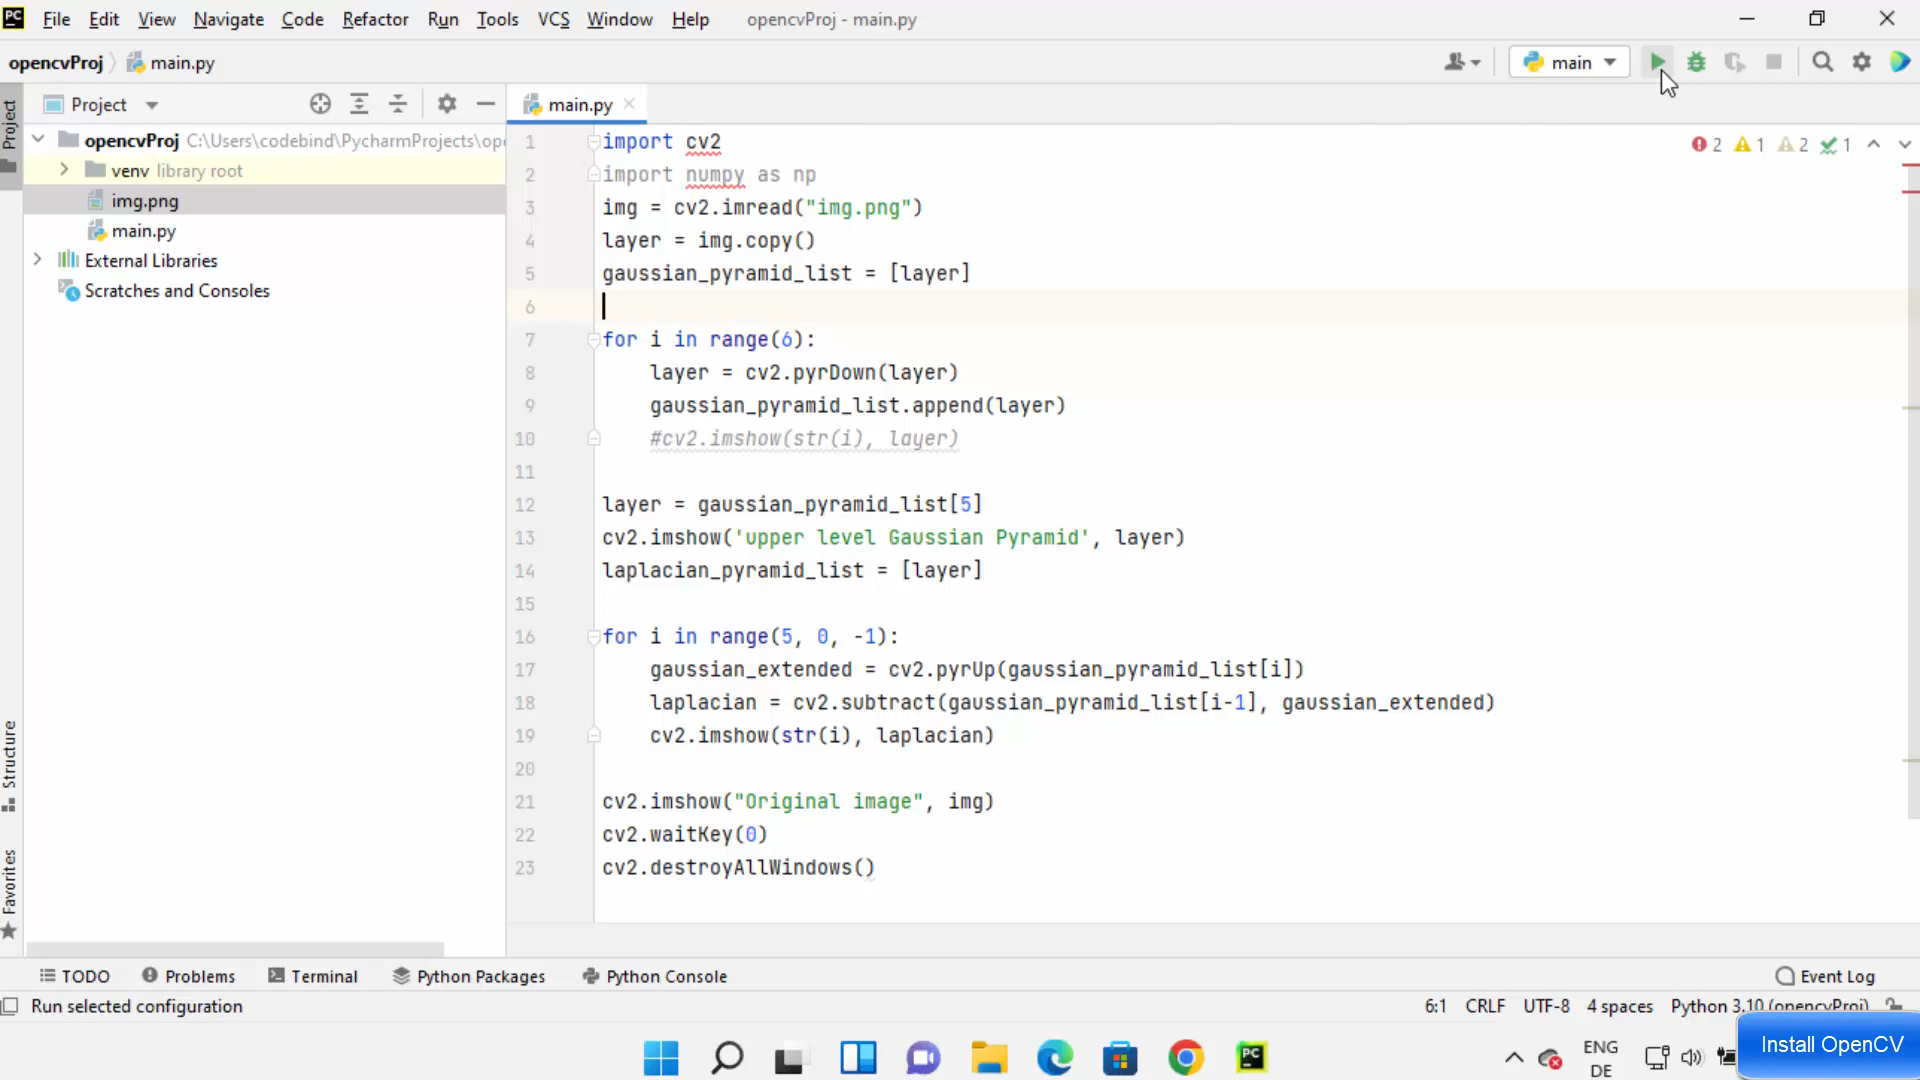 PC File Edit View Navigate Code Refactor Run Tools VCS Window Help opencvProj - main.py
opencvProj main.py main
Project main.py
opencvProj C:\Users\codebind\PycharmProjects\ope
venv library root
img.png
main.py
External Libraries
Scratches and Consoles
Project
Structure
Favorites
2 1 2 1
1 import cv2
2 import numpy as np
3 img = cv2.imread("img.png")
4 layer = img.copy()
5 gaussian_pyramid_list = [layer]
6
7 for i in range(6):
8 layer = cv2.pyrDown(layer)
9 gaussian_pyramid_list.append(layer)
10 #cv2.imshow(str(i), layer)
11
12 layer = gaussian_pyramid_list[5]
13 cv2.imshow('upper level Gaussian Pyramid', layer)
14 laplacian_pyramid_list = [layer]
15
16 for i in range(5, 0, -1):
17 gaussian_extended = cv2.pyrUp(gaussian_pyramid_list[i])
18 laplacian = cv2.subtract(gaussian_pyramid_list[i-1], gaussian_extended)
19 cv2.imshow(str(i), laplacian)
20
21 cv2.imshow("Original image", img)
22 cv2.waitKey(0)
23 cv2.destroyAllWindows()
TODO Problems Terminal Python Packages Python Console Event Log
Run selected configuration 6:1 CRLF UTF-8 4 spaces Python 3.10 (opencvProj)
PC ENG
DE
Install OpenCV